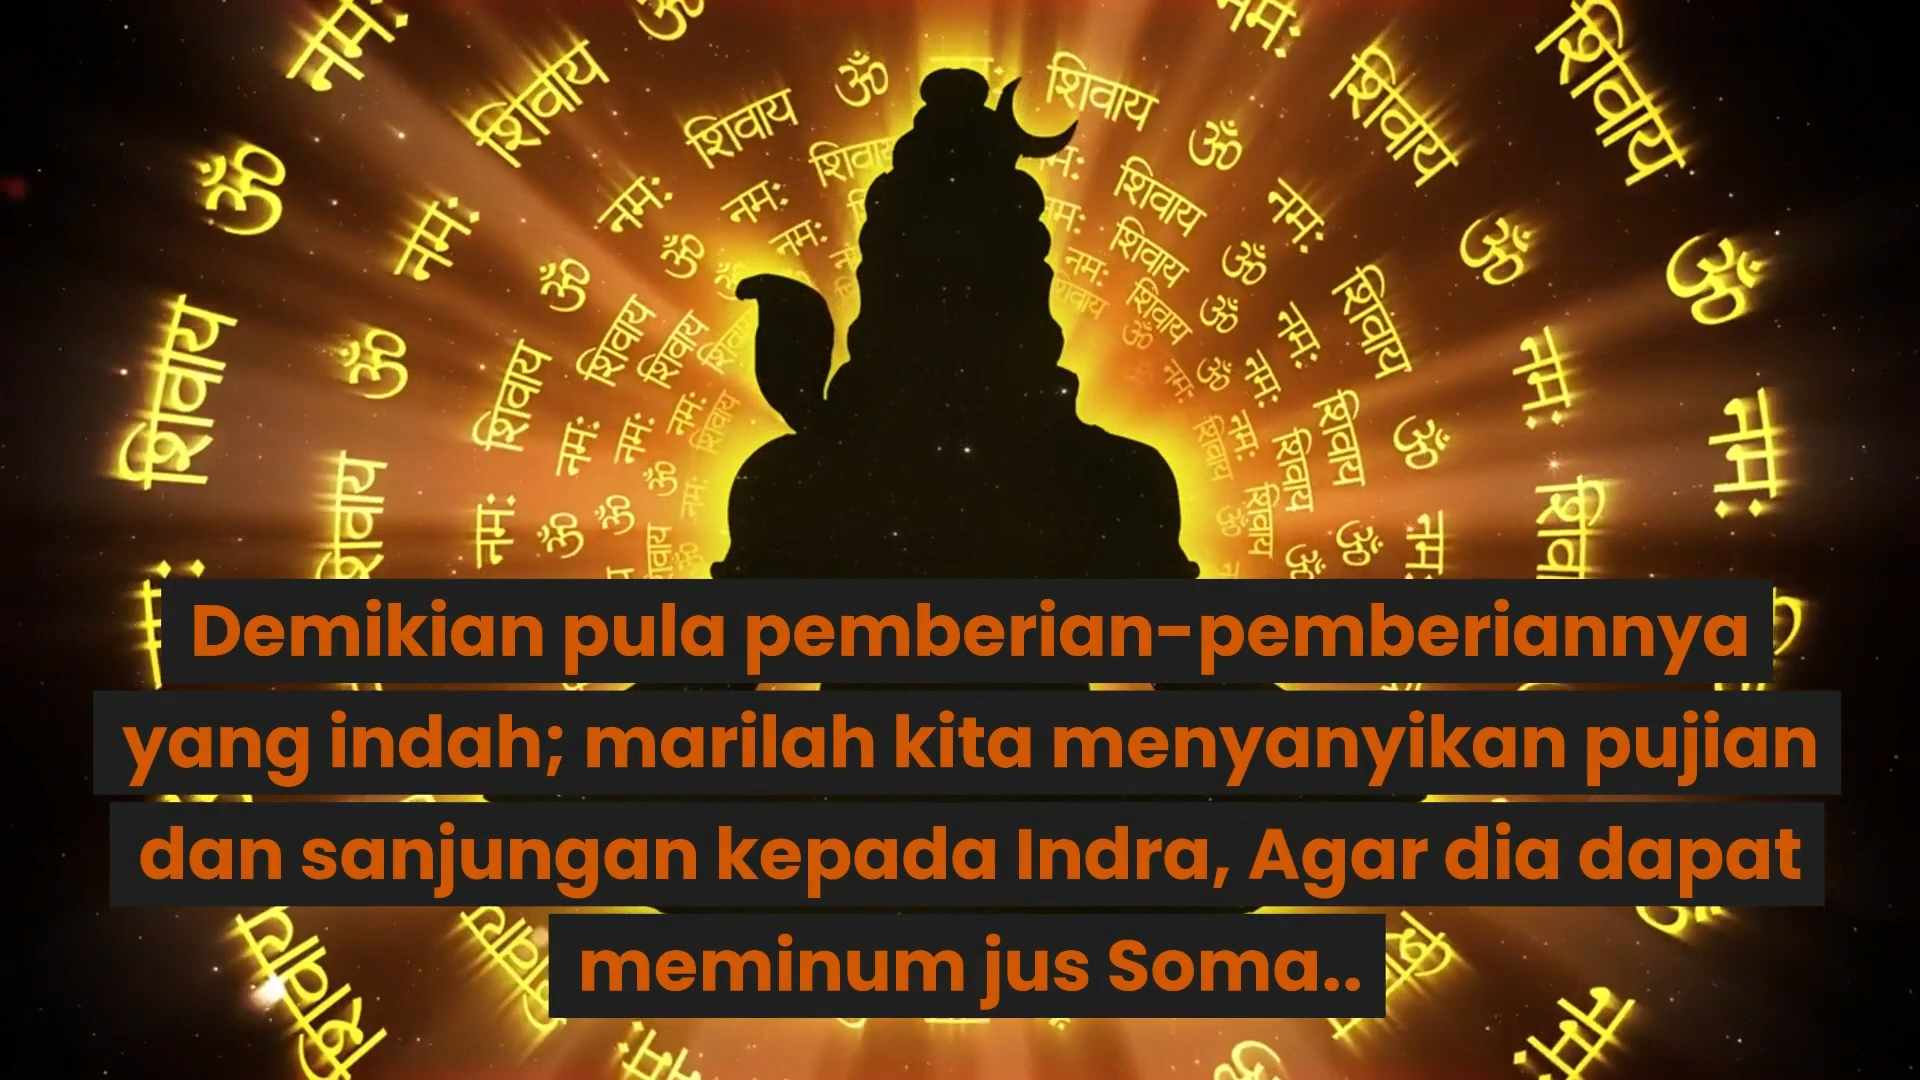 ॐ नमः शिवाय
Demikian pula pemberian-pemberiannya
yang indah; marilah kita menyanyikan pujian
dan sanjungan kepada Indra, Agar dia dapat
meminum jus Soma..